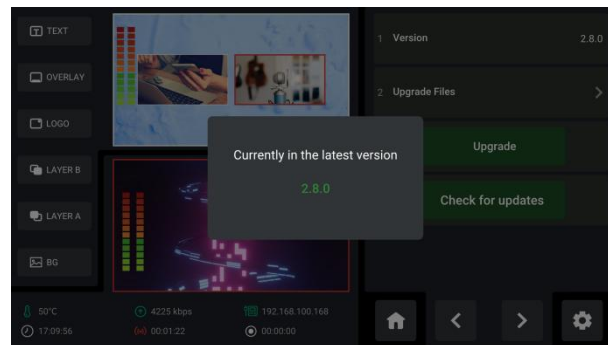 TEXT
OVERLAY
LOGO
LAYER B
LAYER A
BG
1 Version 2.8.0
2 Upgrade Files
Upgrade
Check for updates
Currently in the latest version
2.8.0
50°C
4225 kbps
192.168.100.168
17:09:56
00:01:22
00:00:00